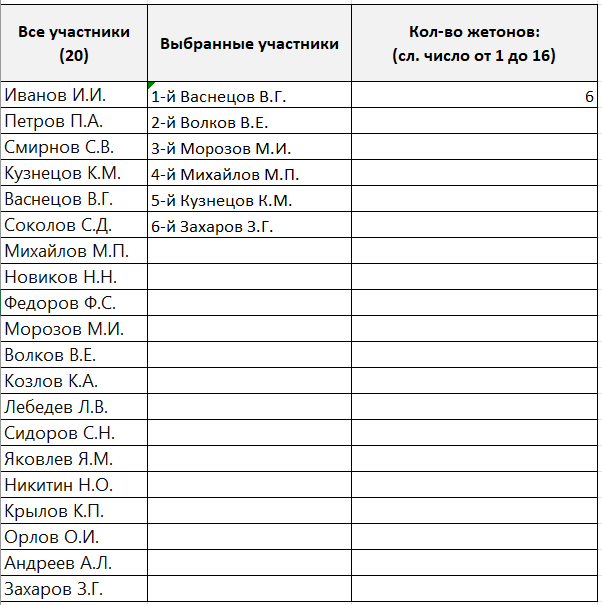 Все участники
(20)
Выбранные участники
Кол-во жетонов:
(сл. число от 1 до 16)
Иванов И.И.
1-й Васнецов В.Г.
6
Петров П.А.
2-й Волков В.Е.
Смирнов С.В.
3-й Морозов М.И.
Кузнецов К.М.
4-й Михайлов М.П.
Васнецов В.Г.
5-й Кузнецов К.М.
Соколов С.Д.
6-й Захаров З.Г.
Михайлов М.П.
Новиков Н.Н.
Федоров Ф.С.
Морозов М.И.
Волков В.Е.
Козлов К.А.
Лебедев Л.В.
Сидоров С.Н.
Яковлев Я.М.
Никитин Н.О.
Крылов К.П.
Орлов О.И.
Андреев А.Л.
Захаров З.Г.